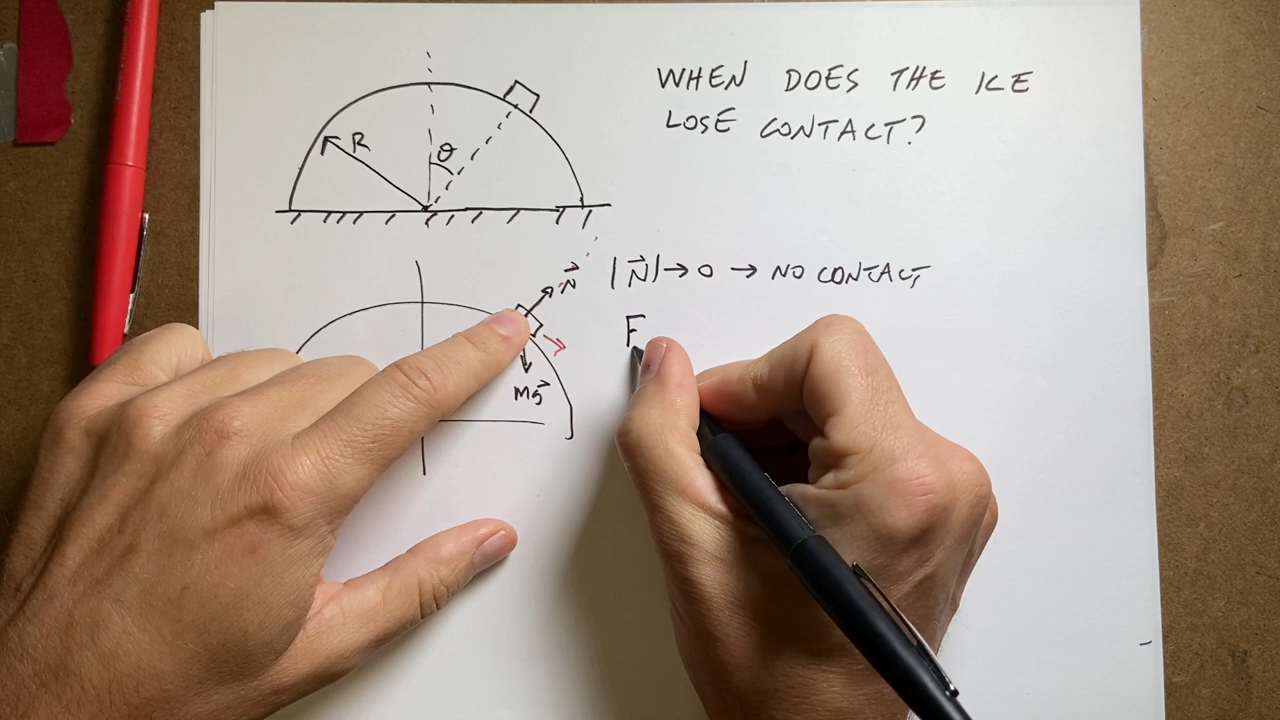 WHEN DOES THE ICE
LOSE CONTACT?
R
θ
N⃗
|N⃗| → 0 → NO CONTACT
F
mg⃗